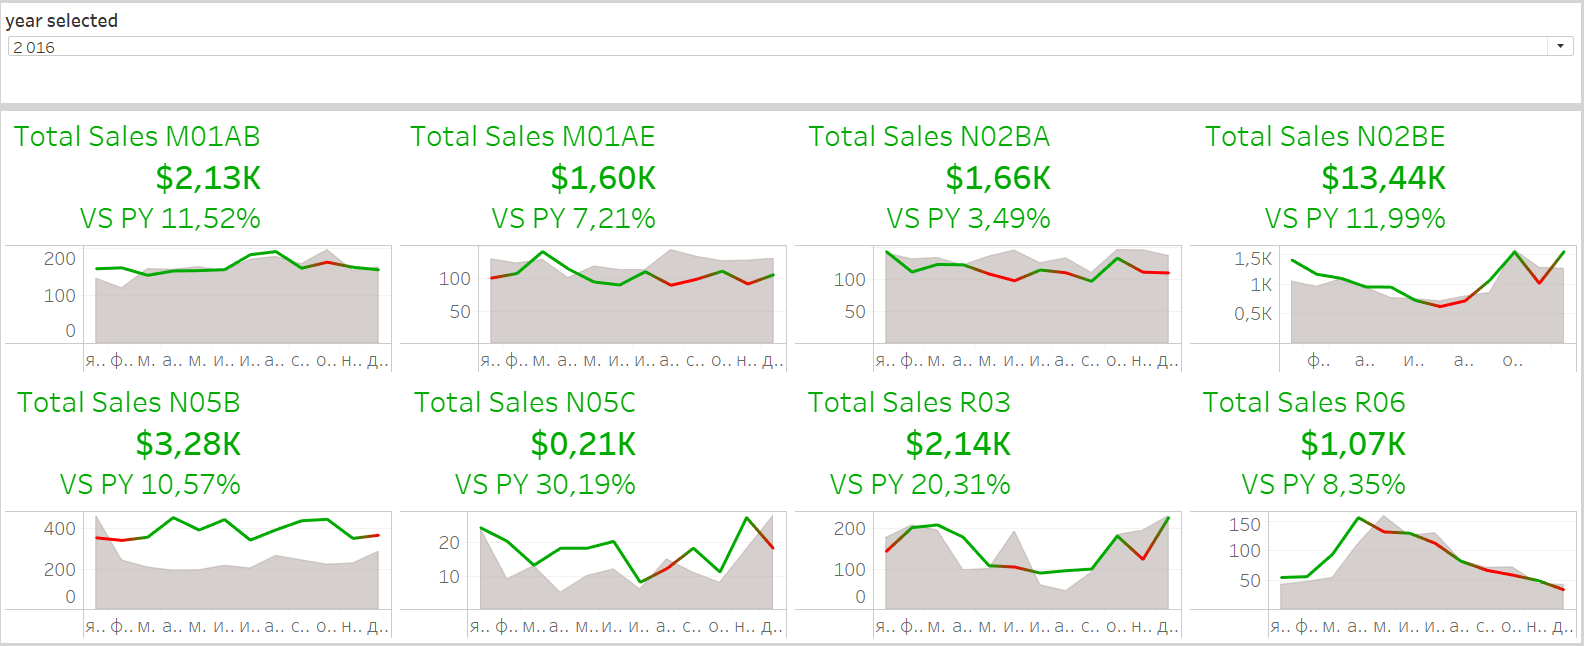 year selected
2 016
Total Sales M01AB
$2,13K
VS PY 11,52%
200
100
0
я.. ф.. м. а.. м. и.. и.. а.. с.. о.. н.. д..
Total Sales M01AE
$1,60K
VS PY 7,21%
100
50
я.. ф.. м. а.. м. и.. и.. а.. с.. о.. н.. д..
Total Sales N02BA
$1,66K
VS PY 3,49%
100
50
я.. ф.. м. а.. м. и.. и.. а.. с.. о.. н.. д..
Total Sales N02BE
$13,44K
VS PY 11,99%
1,5K
1K
0,5K
ф.. а.. и.. а.. о..
Total Sales N05B
$3,28K
VS PY 10,57%
400
200
0
я.. ф.. м. а.. м. и.. и.. а.. с.. о.. н.. д..
Total Sales N05C
$0,21K
VS PY 30,19%
20
10
я.. ф.. м.. а.. м.. и.. и.. а.. с.. о.. н.. д..
Total Sales R03
$2,14K
VS PY 20,31%
200
100
0
я.. ф.. м. а.. м. и.. и.. а.. с.. о.. н.. д..
Total Sales R06
$1,07K
VS PY 8,35%
150
100
50
я.. ф.. м. а.. м. и.. и.. а.. с.. о.. н.. д..